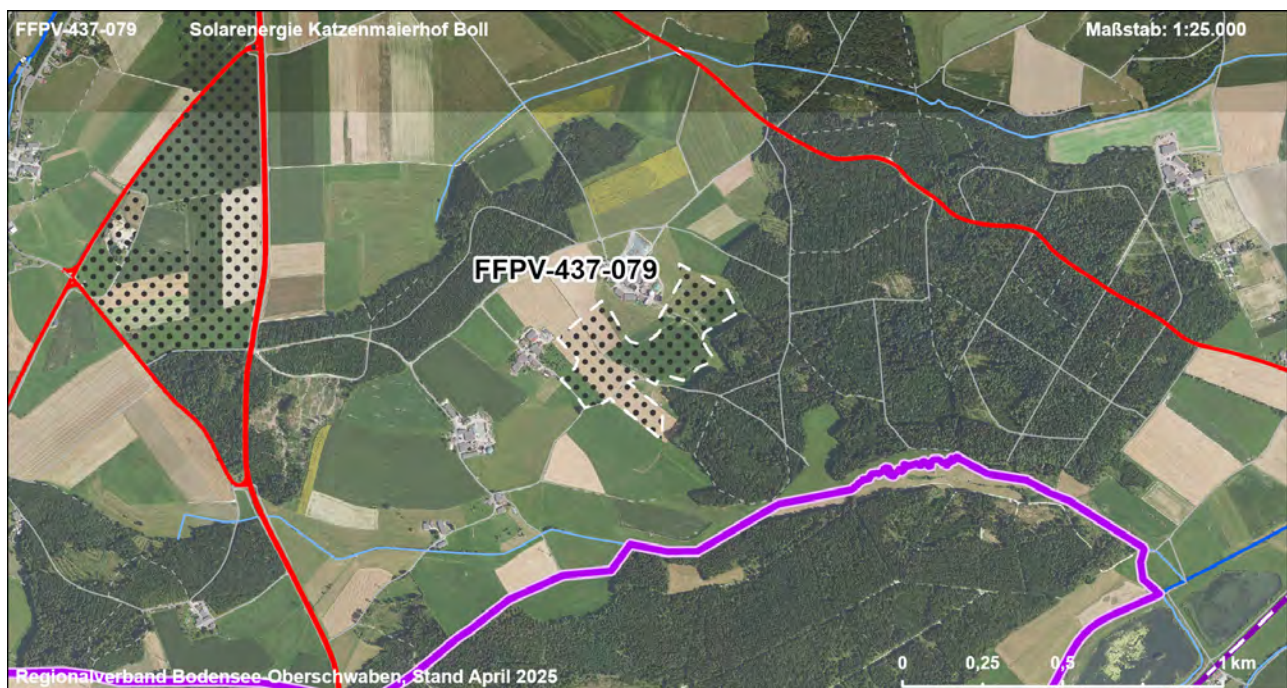 FFPV-437-079 Solarenergie Katzenmaierhof Boll Maßstab: 1:25.000
FFPV-437-079
0 0,25 0,5 1 km
Regionalverband Bodensee-Oberschwaben, Stand April 2025